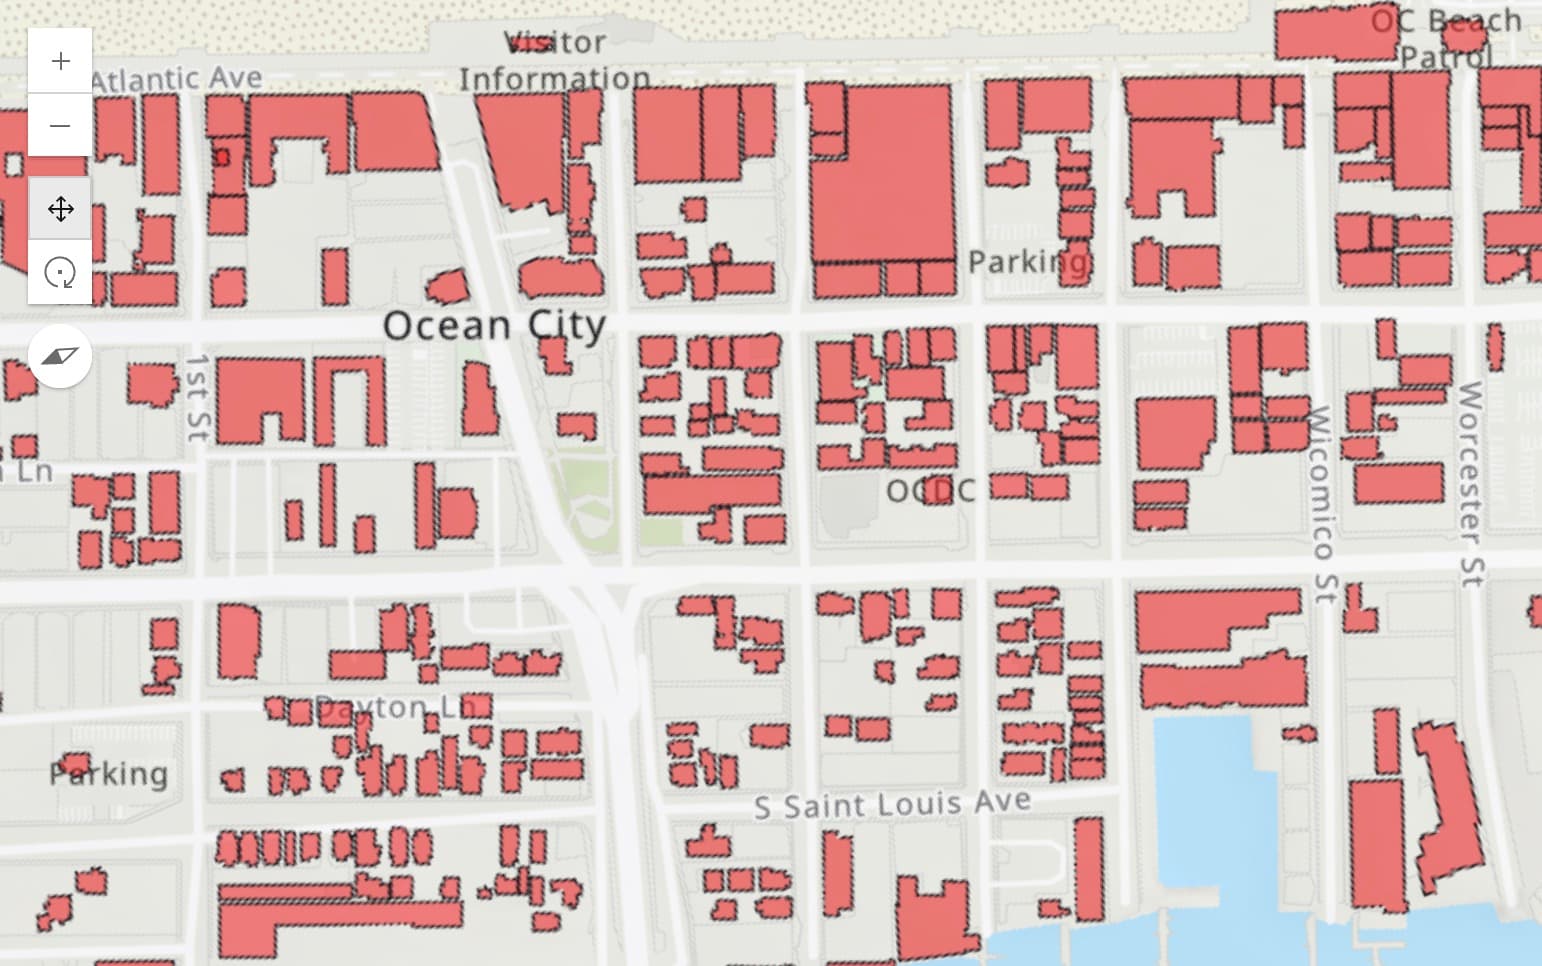 Visitor
Information
OC Beach
Patrol
Atlantic Ave
Parking
Ocean City
1st St
Ln
OCDC
Wicomico St
Worcester St
Dayton Ln
Parking
S Saint Louis Ave